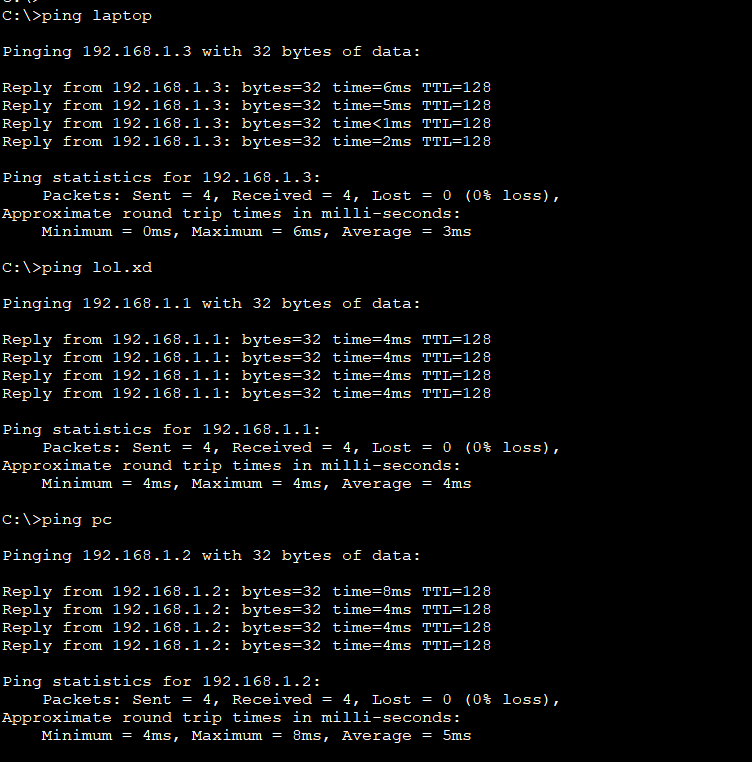 C:\>ping laptop
Pinging 192.168.1.3 with 32 bytes of data:
Reply from 192.168.1.3: bytes=32 time=6ms TTL=128
Reply from 192.168.1.3: bytes=32 time=5ms TTL=128
Reply from 192.168.1.3: bytes=32 time<1ms TTL=128
Reply from 192.168.1.3: bytes=32 time=2ms TTL=128
Ping statistics for 192.168.1.3:
    Packets: Sent = 4, Received = 4, Lost = 0 (0% loss),
Approximate round trip times in milli-seconds:
    Minimum = 0ms, Maximum = 6ms, Average = 3ms
C:\>ping lol.xd
Pinging 192.168.1.1 with 32 bytes of data:
Reply from 192.168.1.1: bytes=32 time=4ms TTL=128
Reply from 192.168.1.1: bytes=32 time=4ms TTL=128
Reply from 192.168.1.1: bytes=32 time=4ms TTL=128
Reply from 192.168.1.1: bytes=32 time=4ms TTL=128
Ping statistics for 192.168.1.1:
    Packets: Sent = 4, Received = 4, Lost = 0 (0% loss),
Approximate round trip times in milli-seconds:
    Minimum = 4ms, Maximum = 4ms, Average = 4ms
C:\>ping pc
Pinging 192.168.1.2 with 32 bytes of data:
Reply from 192.168.1.2: bytes=32 time=8ms TTL=128
Reply from 192.168.1.2: bytes=32 time=4ms TTL=128
Reply from 192.168.1.2: bytes=32 time=4ms TTL=128
Reply from 192.168.1.2: bytes=32 time=4ms TTL=128
Ping statistics for 192.168.1.2:
    Packets: Sent = 4, Received = 4, Lost = 0 (0% loss),
Approximate round trip times in milli-seconds:
    Minimum = 4ms, Maximum = 8ms, Average = 5ms